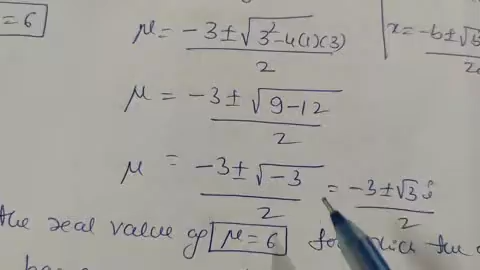 = 6
μ = -3 ± √3² - 4(1)(3) / 2
x = -b ± √b
μ = -3 ± √9 - 12 / 2
μ = -3 ± √-3 / 2 = -3 ± √3 i / 2
the real value of μ = 6 for which the